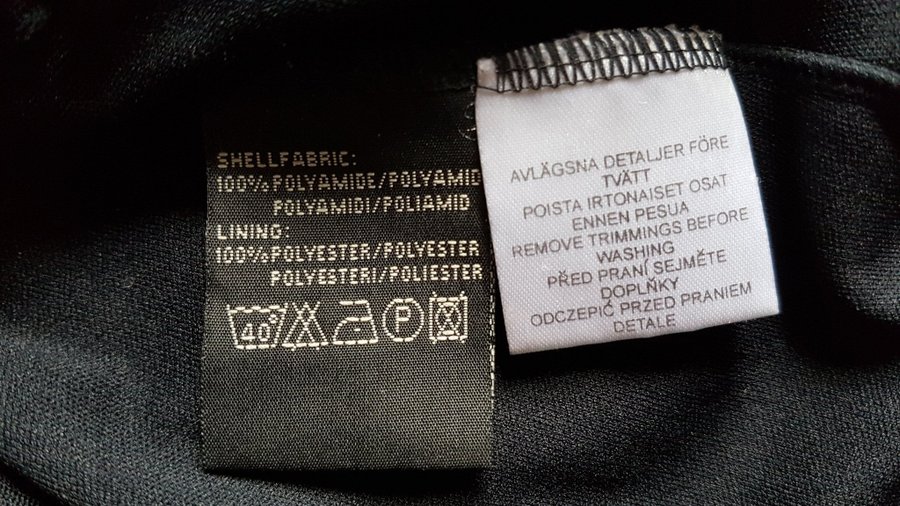 SHELLFABRIC:
100% POLYAMIDE/POLYAMID
POLYAMIDI/POLIAMID
LINING:
100% POLYESTER/POLYESTER
POLYESTERI/POLIESTER
40°
P
AVLÄGSNA DETALJER FÖRE
TVÄTT
POISTA IRTONAISET OSAT
ENNEN PESUA
REMOVE TRIMMINGS BEFORE
WASHING
PŘED PRANÍ SEJMĚTE
DOPLŇKY
ODCZEPIĆ PRZED PRANIEM
DETALE